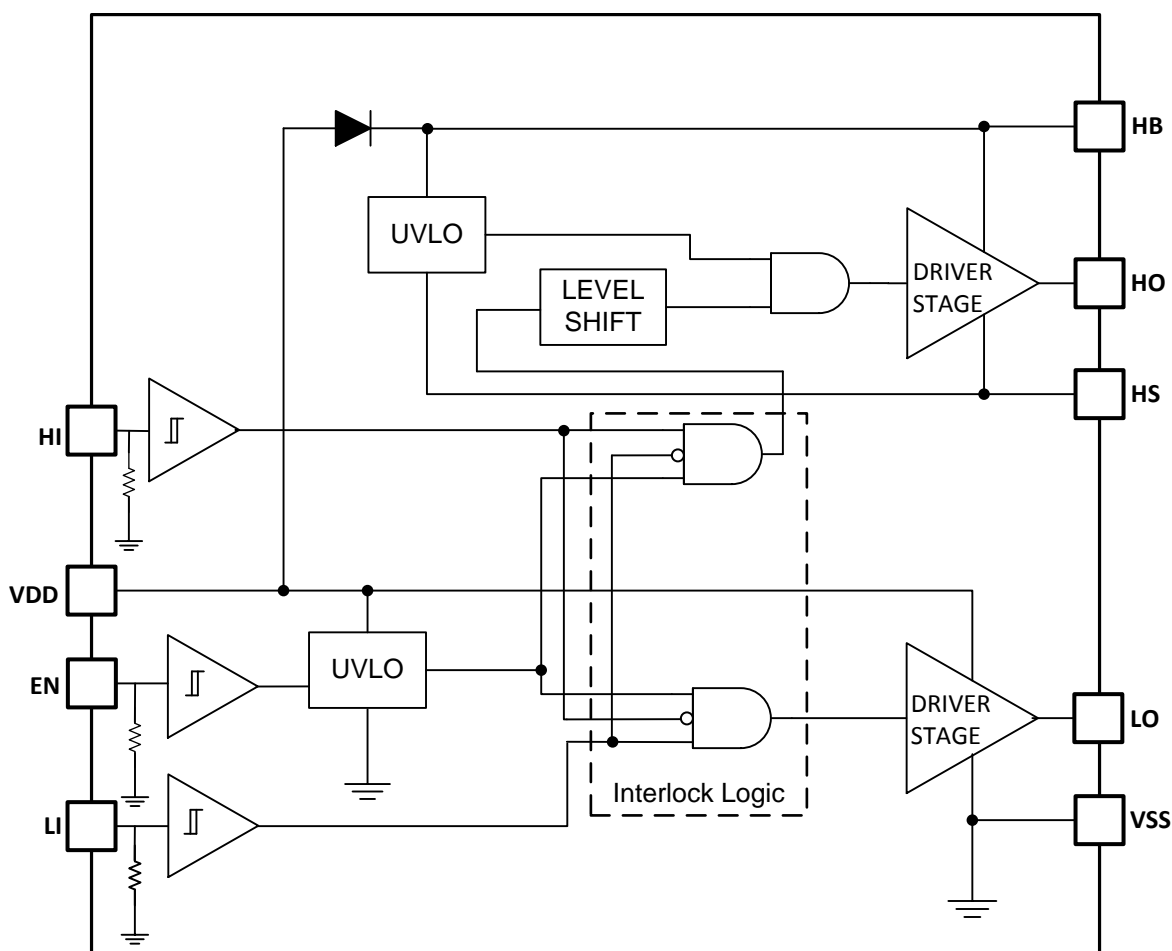 HB
UVLO
DRIVER
STAGE
HO
LEVEL
SHIFT
HS
HI
VDD
EN
UVLO
DRIVER
STAGE
LO
Interlock Logic
LI
VSS